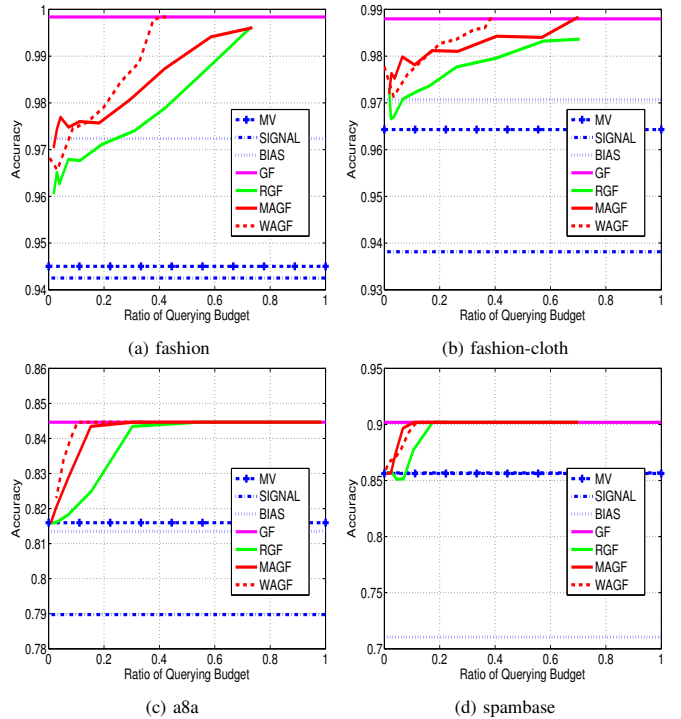 1
0.99
0.98
0.97
0.96
0.95
0.94
Accuracy
0 0.2 0.4 0.6 0.8 1
Ratio of Querying Budget
MV
SIGNAL
BIAS
GF
RGF
MAGF
WAGF
(a) fashion
0.99
0.98
0.97
0.96
0.95
0.94
0.93
Accuracy
0 0.2 0.4 0.6 0.8 1
Ratio of Querying Budget
MV
SIGNAL
BIAS
GF
RGF
MAGF
WAGF
(b) fashion-cloth
0.86
0.85
0.84
0.83
0.82
0.81
0.8
0.79
0.78
Accuracy
0 0.2 0.4 0.6 0.8 1
Ratio of Querying Budget
MV
SIGNAL
BIAS
GF
RGF
MAGF
WAGF
(c) a8a
0.95
0.9
0.85
0.8
0.75
0.7
Accuracy
0 0.2 0.4 0.6 0.8 1
Ratio of Querying Budget
MV
SIGNAL
BIAS
GF
RGF
MAGF
WAGF
(d) spambase